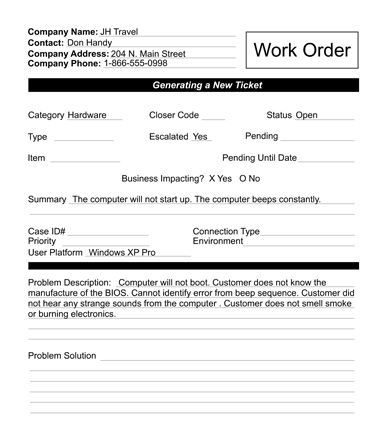 Company Name: JH Travel
Contact: Don Handy
Company Address: 204 N. Main Street
Company Phone: 1-866-555-0998
Work Order
Generating a New Ticket
Category Hardware Closer Code Status Open
Type Escalated Yes Pending
Item Pending Until Date
Business Impacting? X Yes O No
Summary The computer will not start up. The computer beeps constantly.
Case ID# Connection Type
Priority Environment
User Platform Windows XP Pro
Problem Description: Computer will not boot. Customer does not know the
manufacture of the BIOS. Cannot identify error from beep sequence. Customer did
not hear any strange sounds from the computer . Customer does not smell smoke
or burning electronics.
Problem Solution